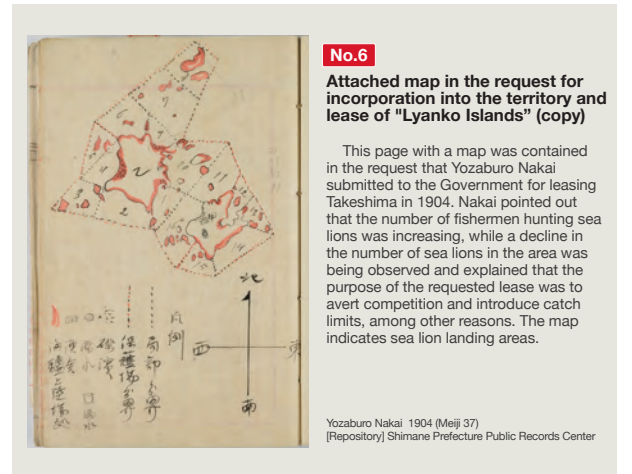 No.6
Attached map in the request for
incorporation into the territory and
lease of "Lyanko Islands” (copy)
This page with a map was contained
in the request that Yozaburo Nakai
submitted to the Government for leasing
Takeshima in 1904. Nakai pointed out
that the number of fishermen hunting sea
lions was increasing, while a decline in
the number of sea lions in the area was
being observed and explained that the
purpose of the requested lease was to
avert competition and introduce catch
limits, among other reasons. The map
indicates sea lion landing areas.
Yozaburo Nakai 1904 (Meiji 37)
[Repository] Shimane Prefecture Public Records Center
北
西
東
南
凡例